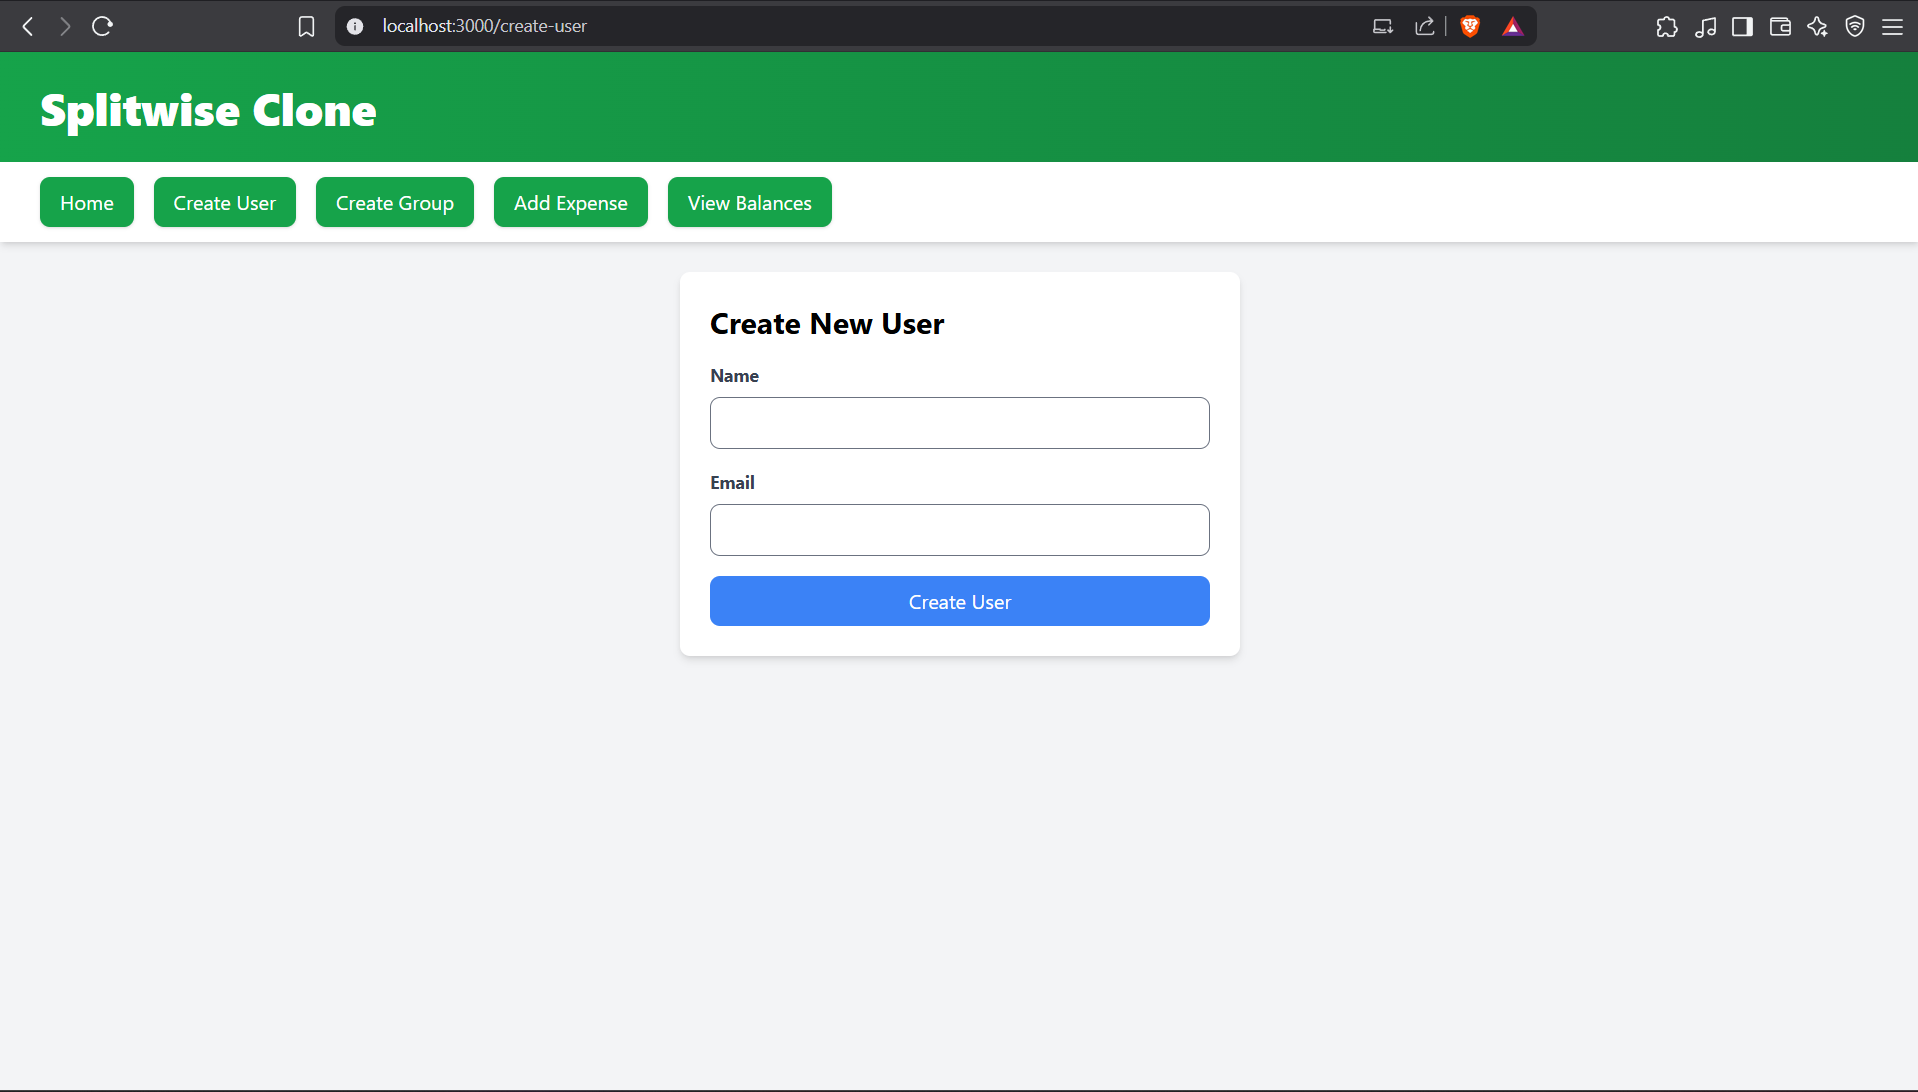 localhost:3000/create-user
Splitwise Clone
Home Create User Create Group Add Expense View Balances
Create New User
Name
Email
Create User